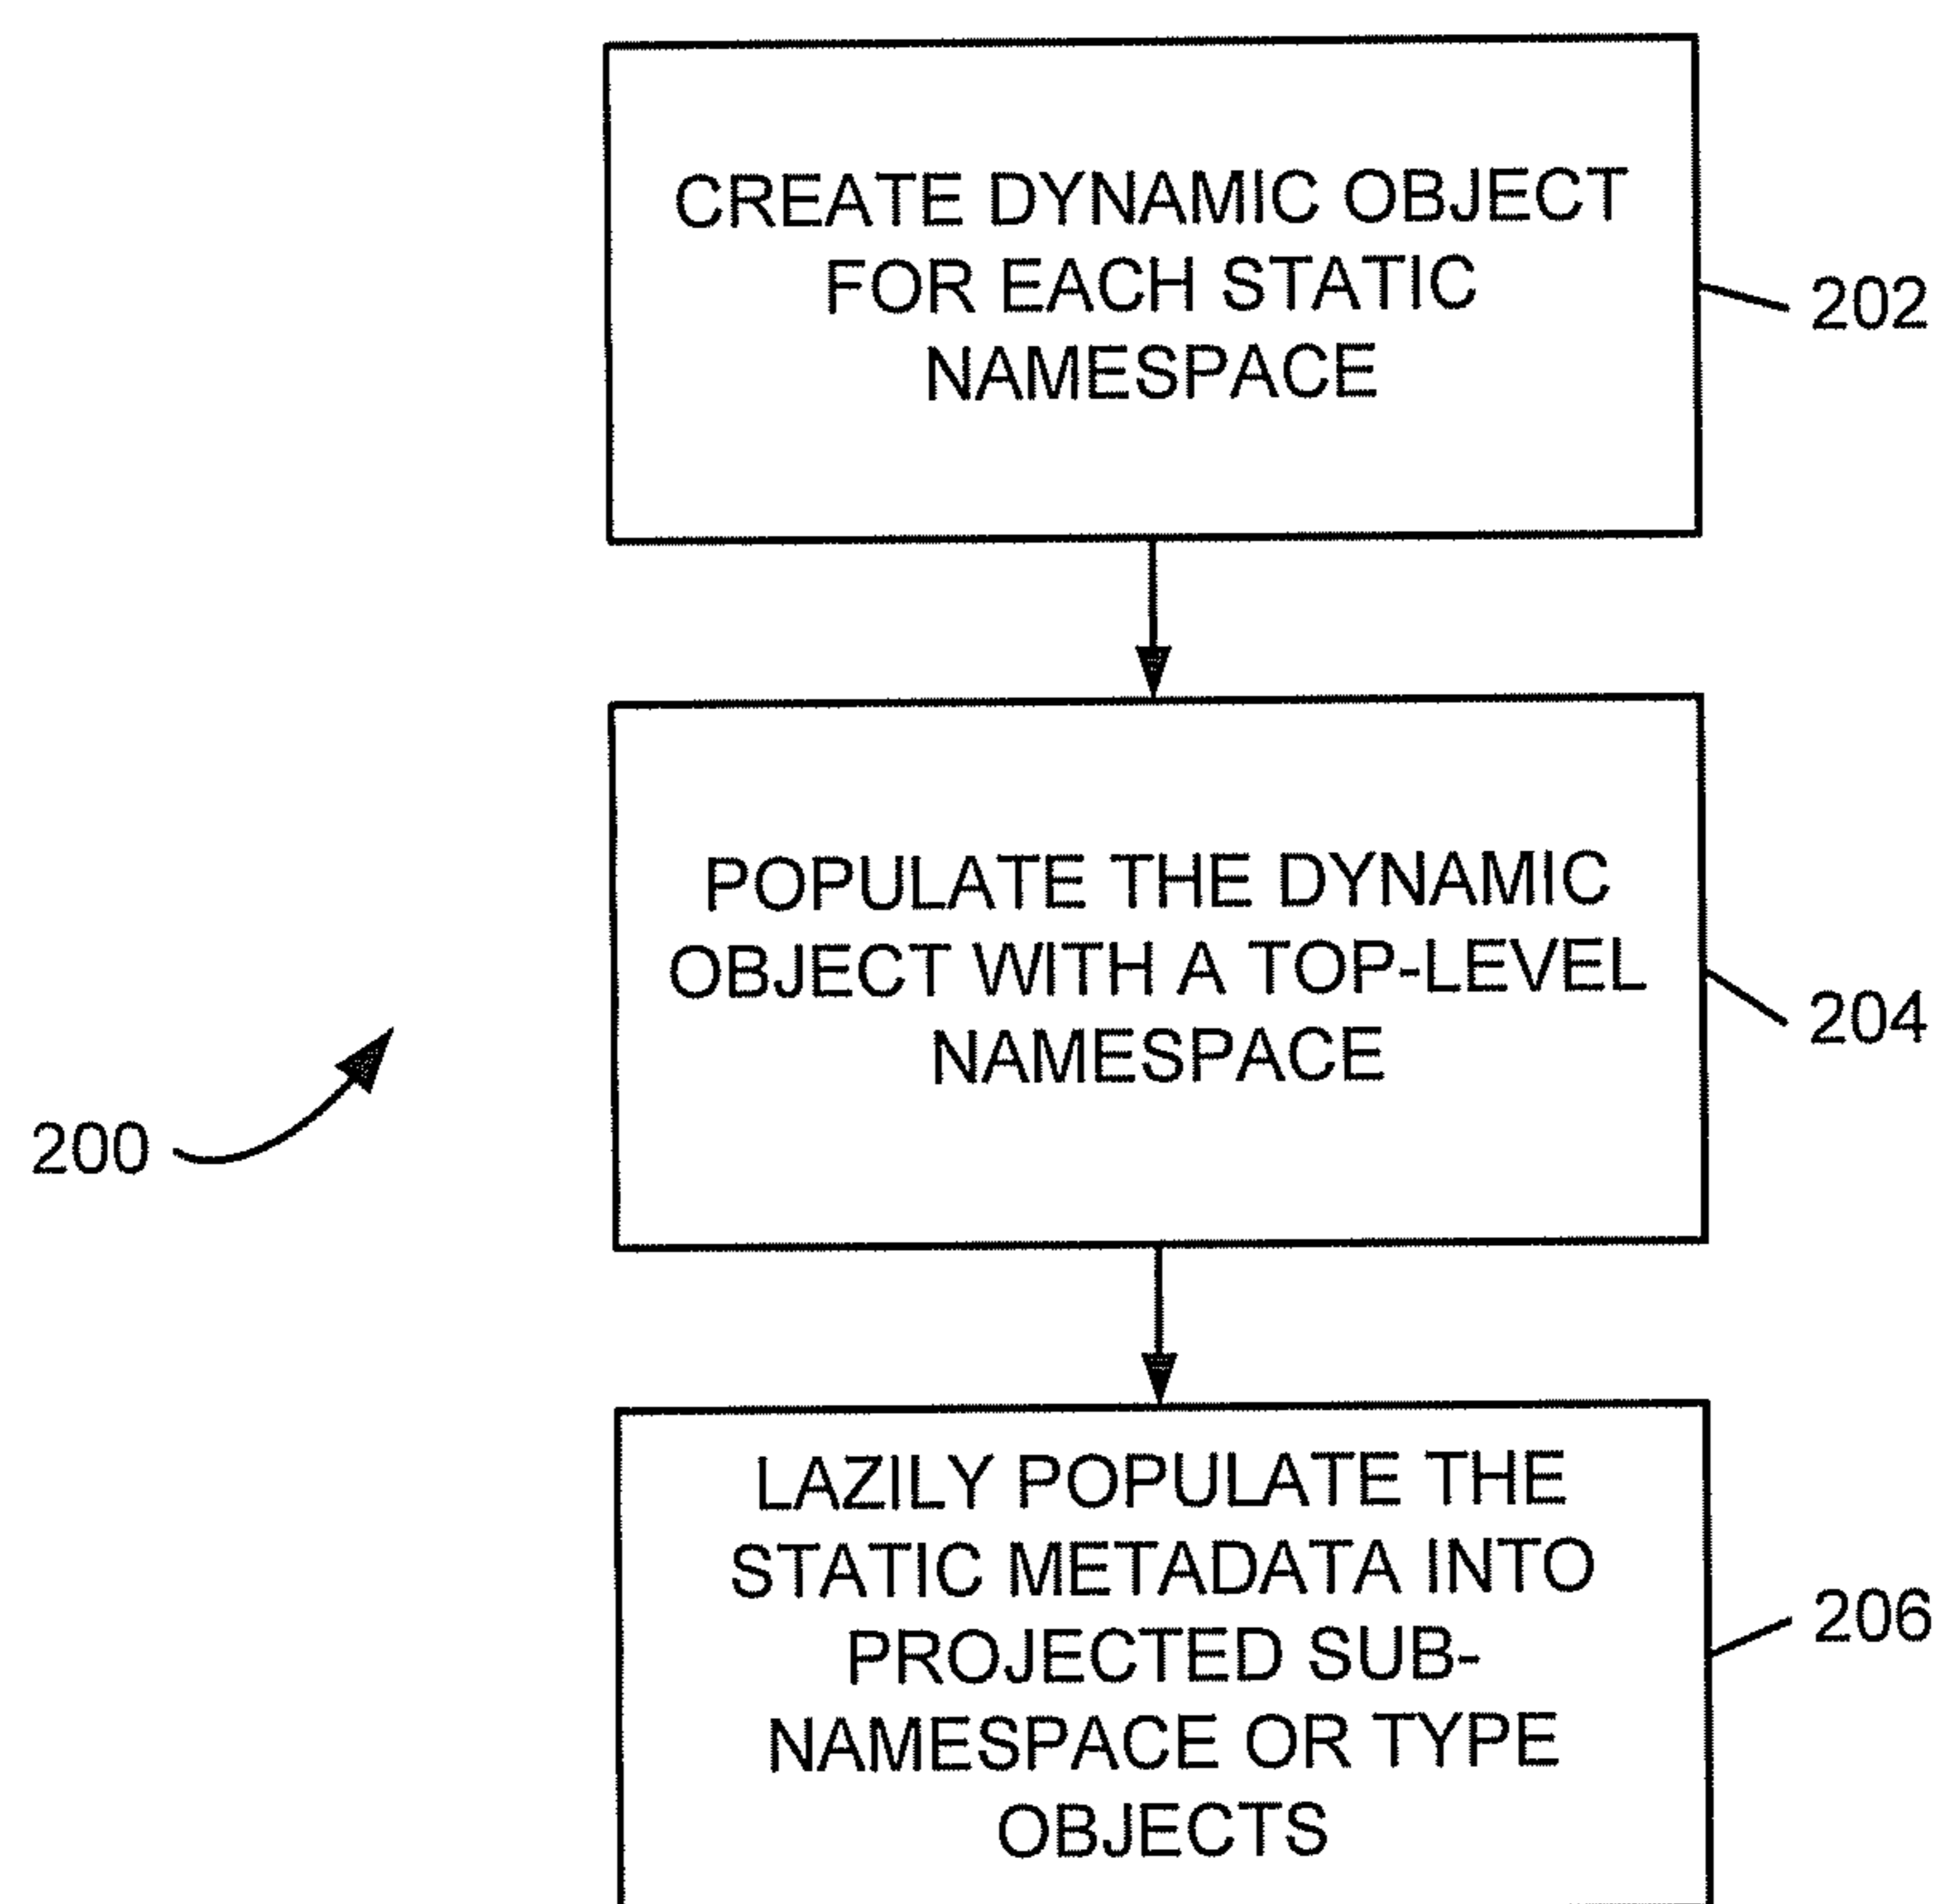 CREATE DYNAMIC OBJECT
FOR EACH STATIC
NAMESPACE
202
POPULATE THE DYNAMIC
OBJECT WITH A TOP-LEVEL
NAMESPACE
204
200
LAZILY POPULATE THE
STATIC METADATA INTO
PROJECTED SUB-
NAMESPACE OR TYPE
OBJECTS
206